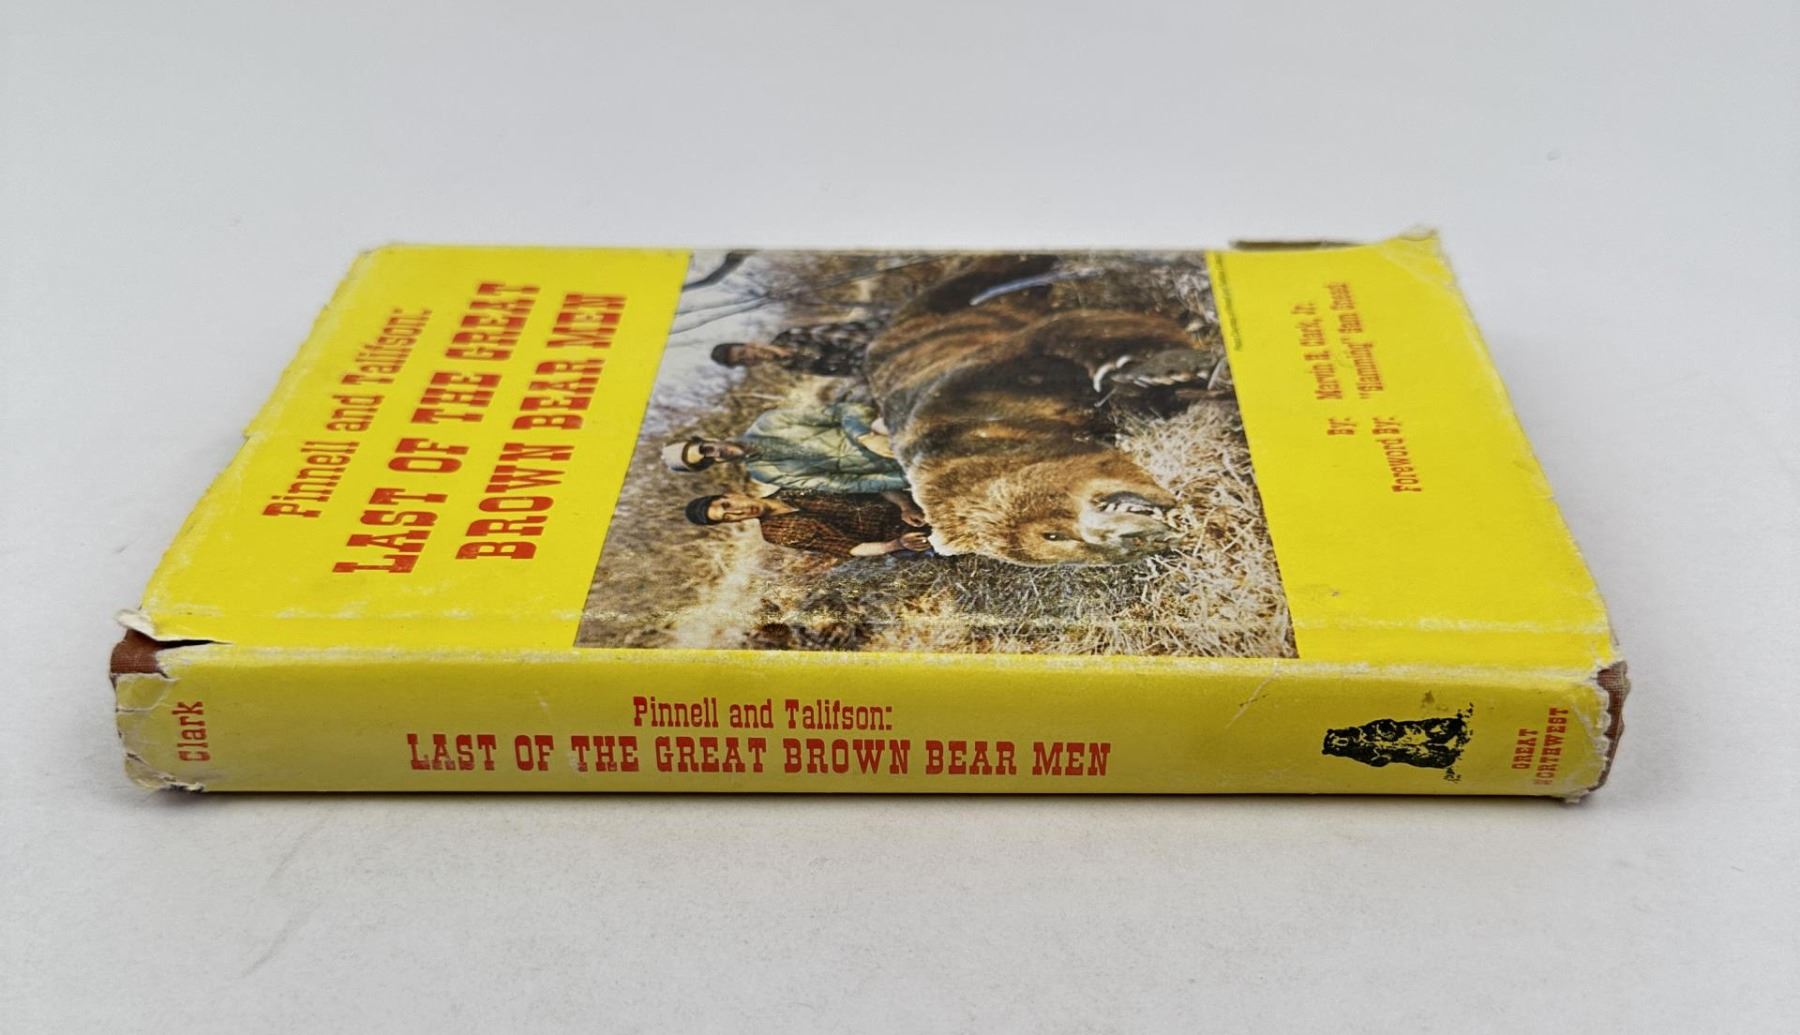 Pinnell and Talifson:
LAST OF THE GREAT
BROWN BEAR MEN
By: Marvin H. Clark, Jr.
Foreword By: "Slamming" Sam Snead
Clark
Pinnell and Talifson:
LAST OF THE GREAT BROWN BEAR MEN
GREAT
NORTHWEST